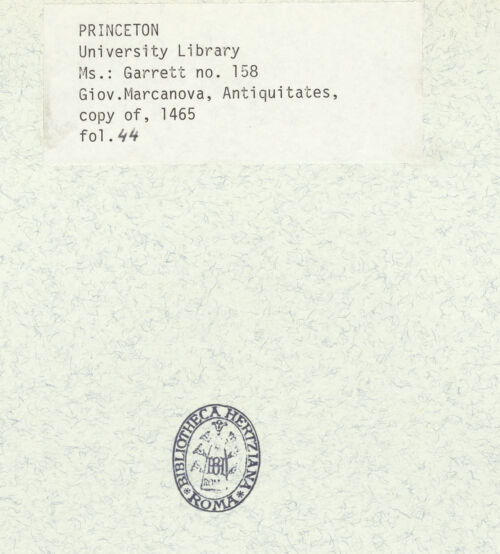 PRINCETON
University Library
Ms.: Garrett no. 158
Giov.Marcanova, Antiquitates,
copy of, 1465
fol.44
BIBLIOTHECA HERTZIANA
*ROMA*